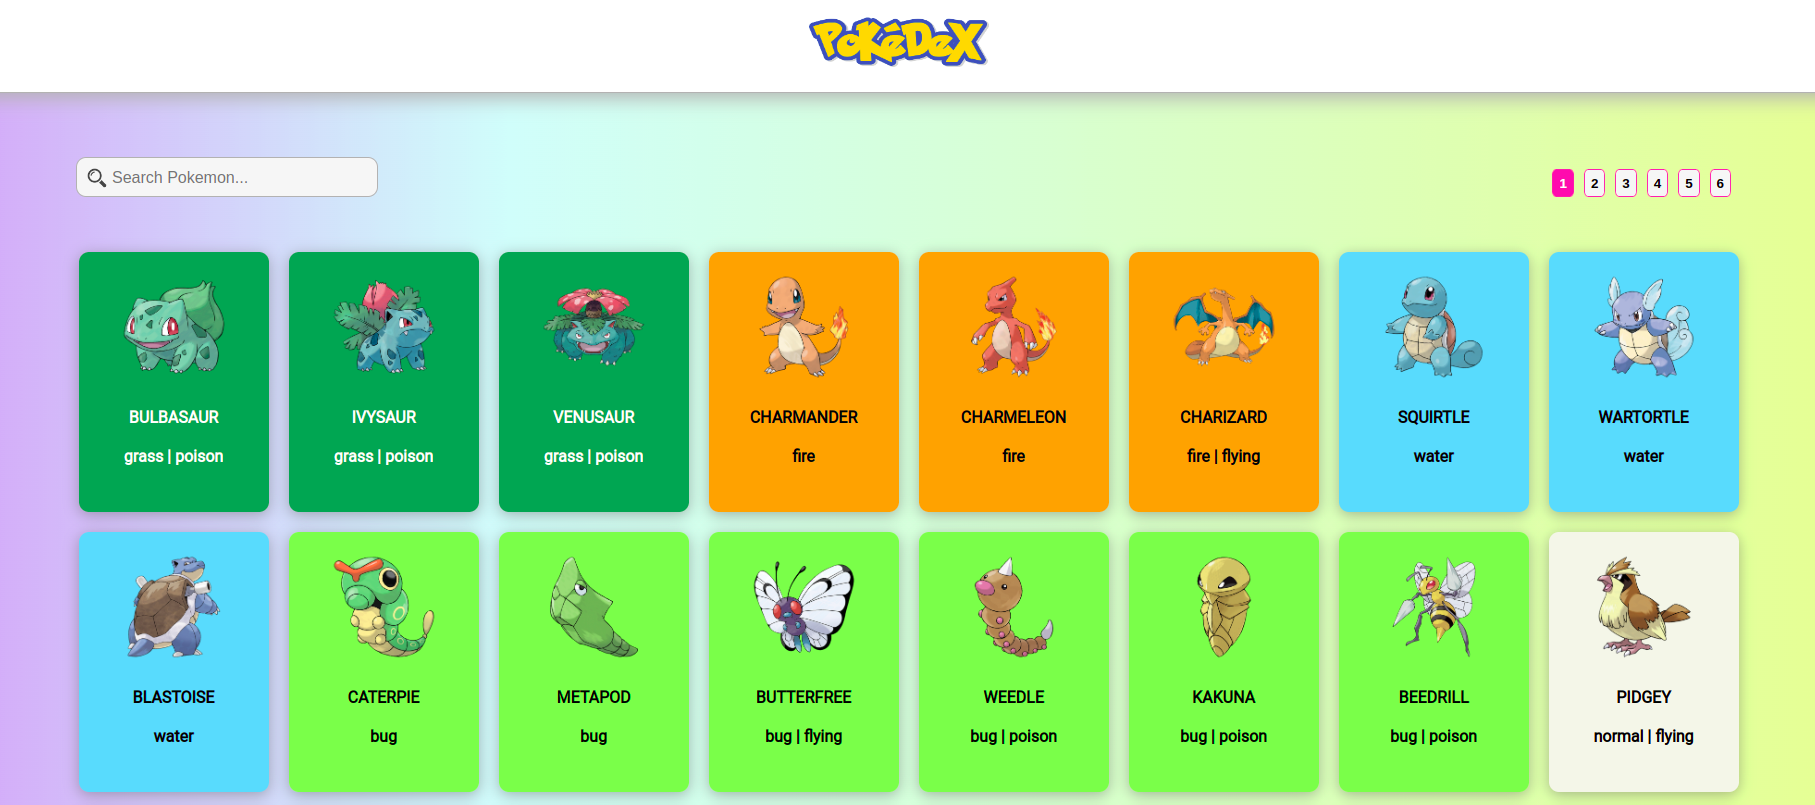 PoKéDeX
Search Pokemon...
1 2 3 4 5 6
BULBASAUR
grass | poison
IVYSAUR
grass | poison
VENUSAUR
grass | poison
CHARMANDER
fire
CHARMELEON
fire
CHARIZARD
fire | flying
SQUIRTLE
water
WARTORTLE
water
BLASTOISE
water
CATERPIE
bug
METAPOD
bug
BUTTERFREE
bug | flying
WEEDLE
bug | poison
KAKUNA
bug | poison
BEEDRILL
bug | poison
PIDGEY
normal | flying